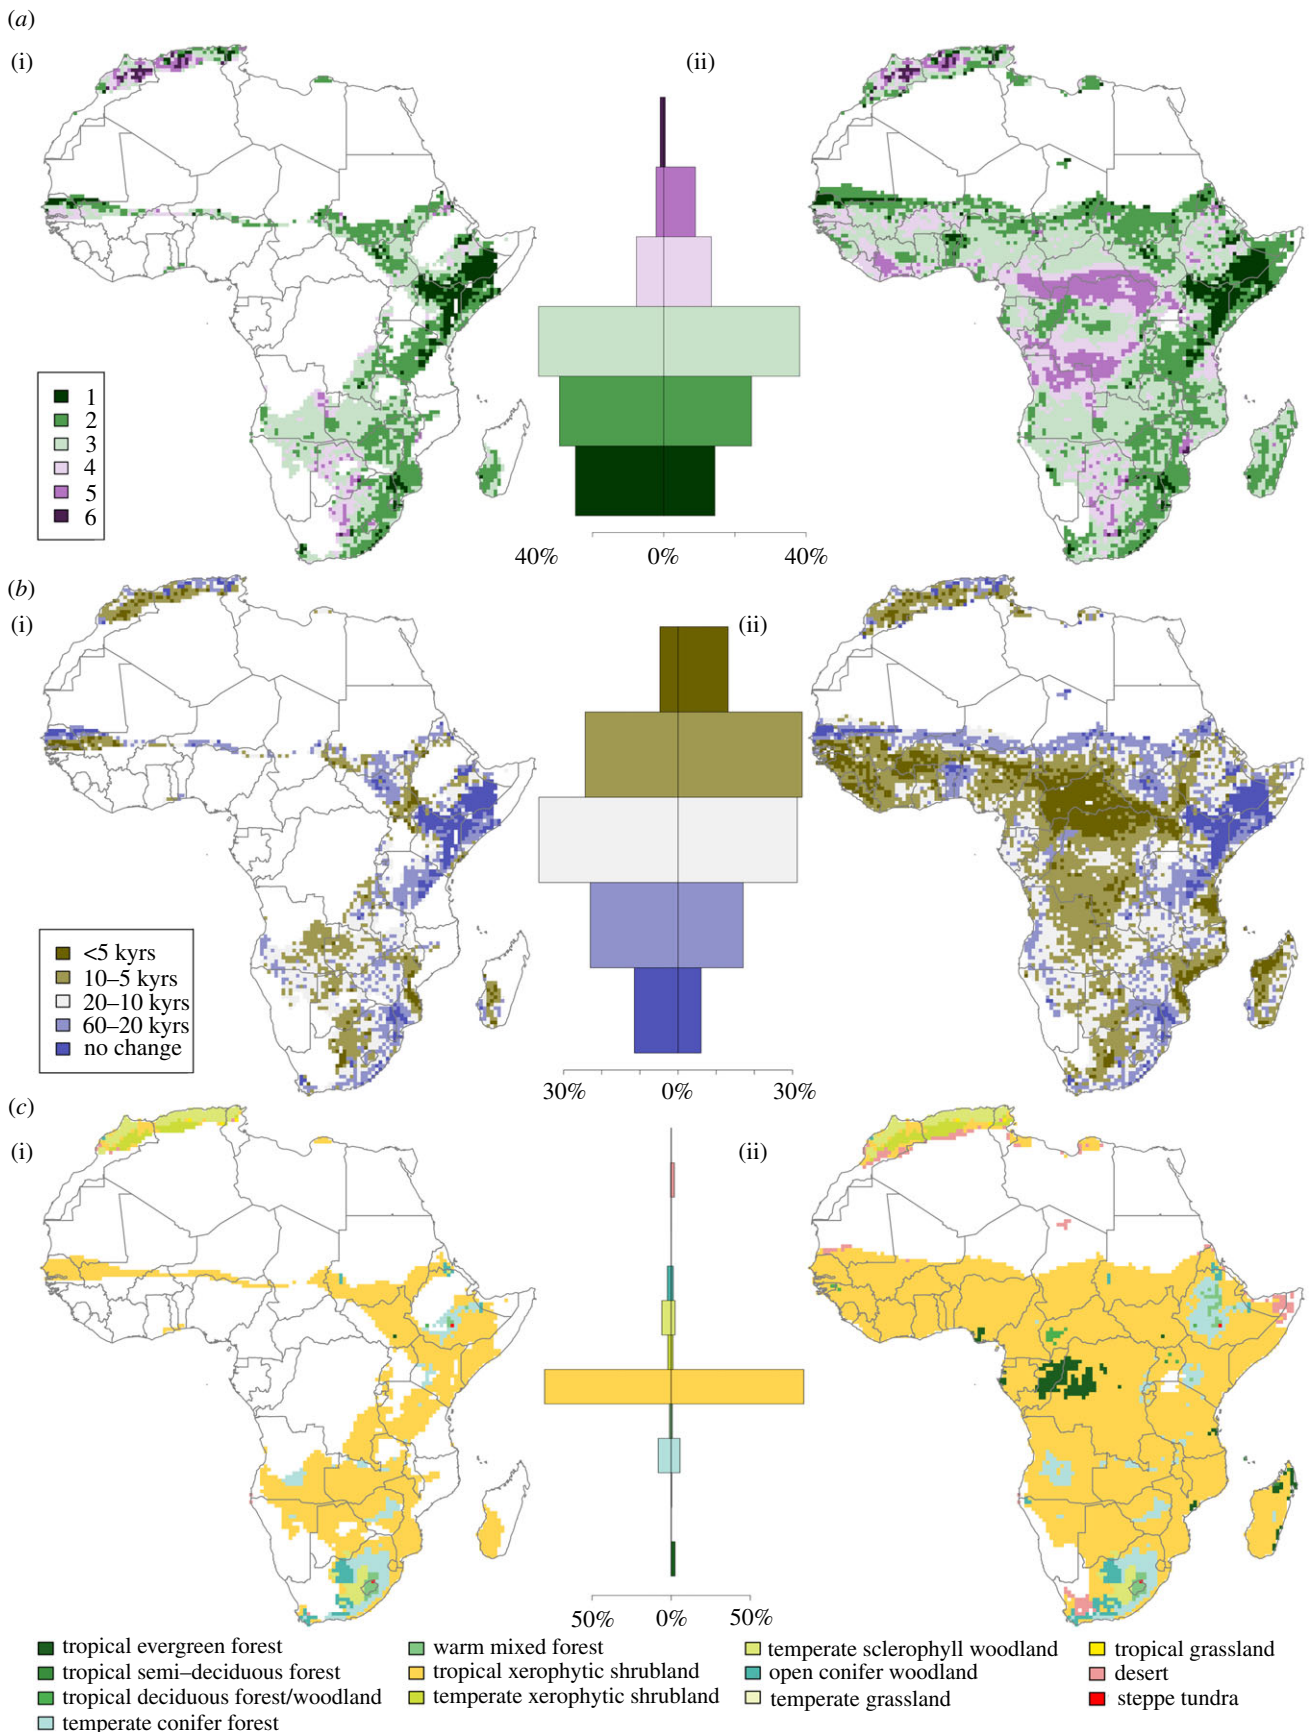 (a)
(i)
(ii)
1
2
3
4
5
6
40%
0%
40%
(b)
(i)
(ii)
<5 kyrs
10–5 kyrs
20–10 kyrs
60–20 kyrs
no change
30%
0%
30%
(c)
(i)
(ii)
50%
0%
50%
tropical evergreen forest
tropical semi–deciduous forest
tropical deciduous forest/woodland
temperate conifer forest
warm mixed forest
tropical xerophytic shrubland
temperate xerophytic shrubland
temperate sclerophyll woodland
open conifer woodland
temperate grassland
tropical grassland
desert
steppe tundra